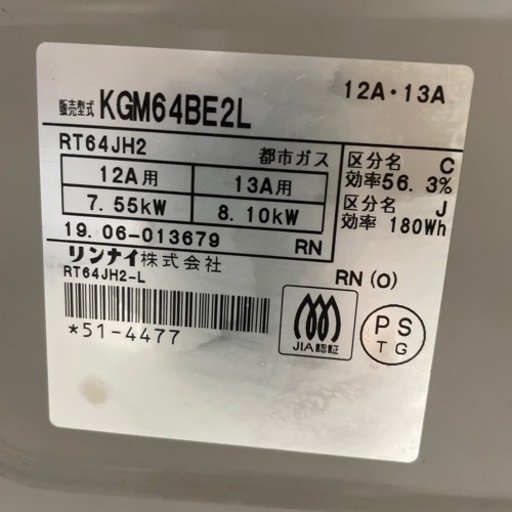 12A・13A
販売型式 KGM64BE2L
RT64JH2 都市ガス
12A用 13A用
7.55kW 8.10kW
区分名 C
効率56.3%
区分名 J
効率 180Wh
19.06-013679 RN
リンナイ株式会社
RT64JH2-L
RN(O)
*51-4477
JIA認証
PS
TG